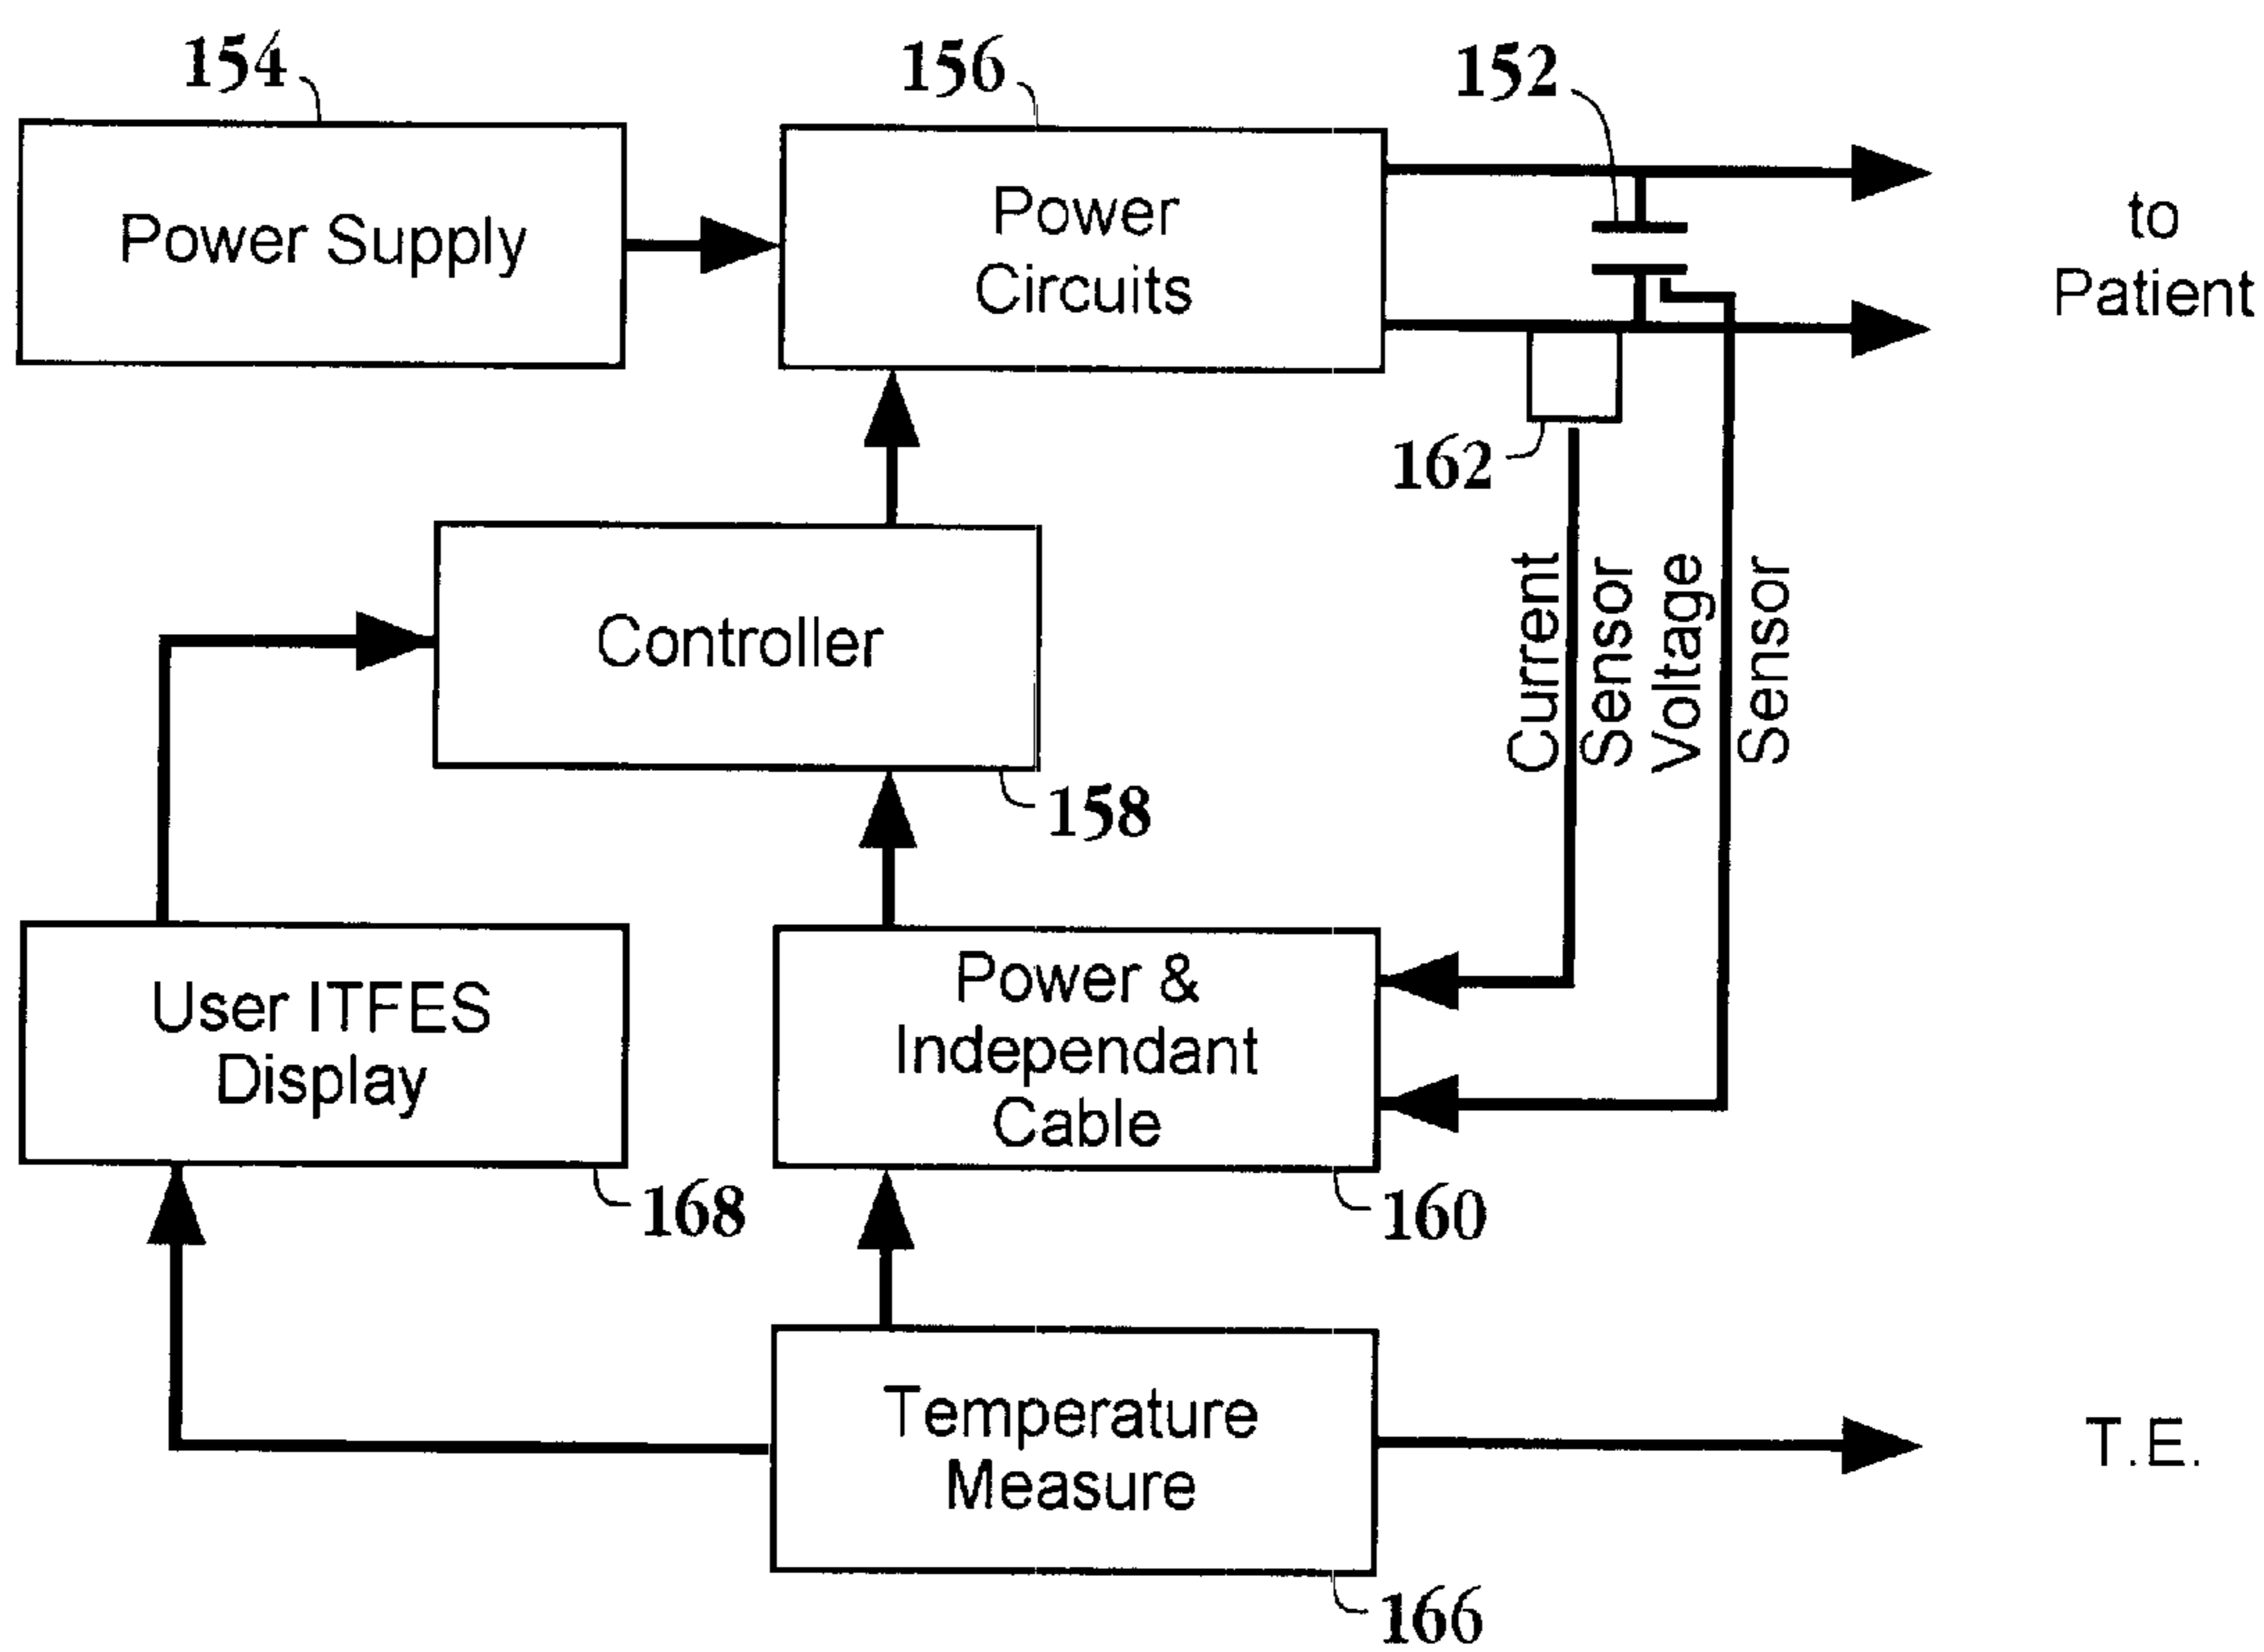 154
156
152
Power Supply
Power
Circuits
to
Patient
162
Controller
Current
Sensor
Voltage
Sensor
158
User ITFES
Display
Power &
Independant
Cable
168
160
Temperature
Measure
T.E.
166